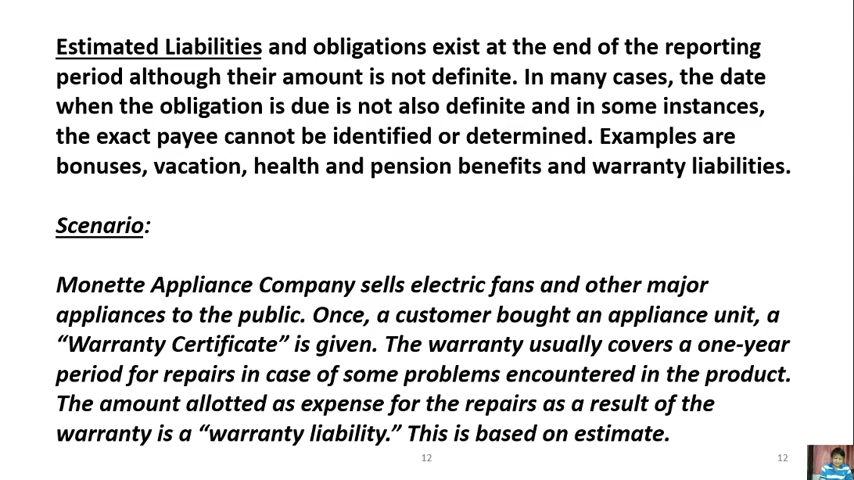 Estimated Liabilities and obligations exist at the end of the reporting
period although their amount is not definite. In many cases, the date
when the obligation is due is not also definite and in some instances,
the exact payee cannot be identified or determined. Examples are
bonuses, vacation, health and pension benefits and warranty liabilities.
Scenario:
Monette Appliance Company sells electric fans and other major
appliances to the public. Once, a customer bought an appliance unit, a
“Warranty Certificate” is given. The warranty usually covers a one-year
period for repairs in case of some problems encountered in the product.
The amount allotted as expense for the repairs as a result of the
warranty is a “warranty liability.” This is based on estimate.
12
12